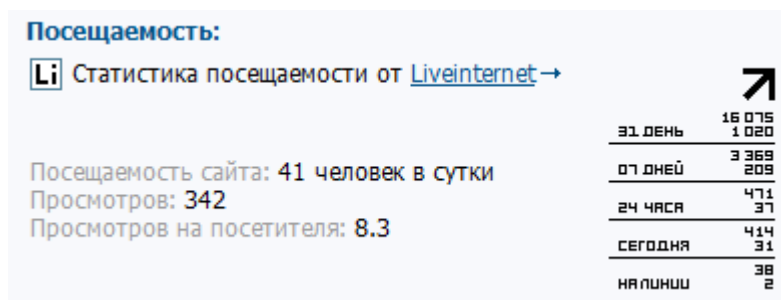 Посещаемость:
Li Статистика посещаемости от Liveinternet→
Посещаемость сайта: 41 человек в сутки
Просмотров: 342
Просмотров на посетителя: 8.3
31 ДЕНЬ 16 075
1 020
07 ДНЕЙ 3 369
209
24 ЧАСА 471
37
СЕГОДНЯ 414
31
НА ЛИНИИ 38
2